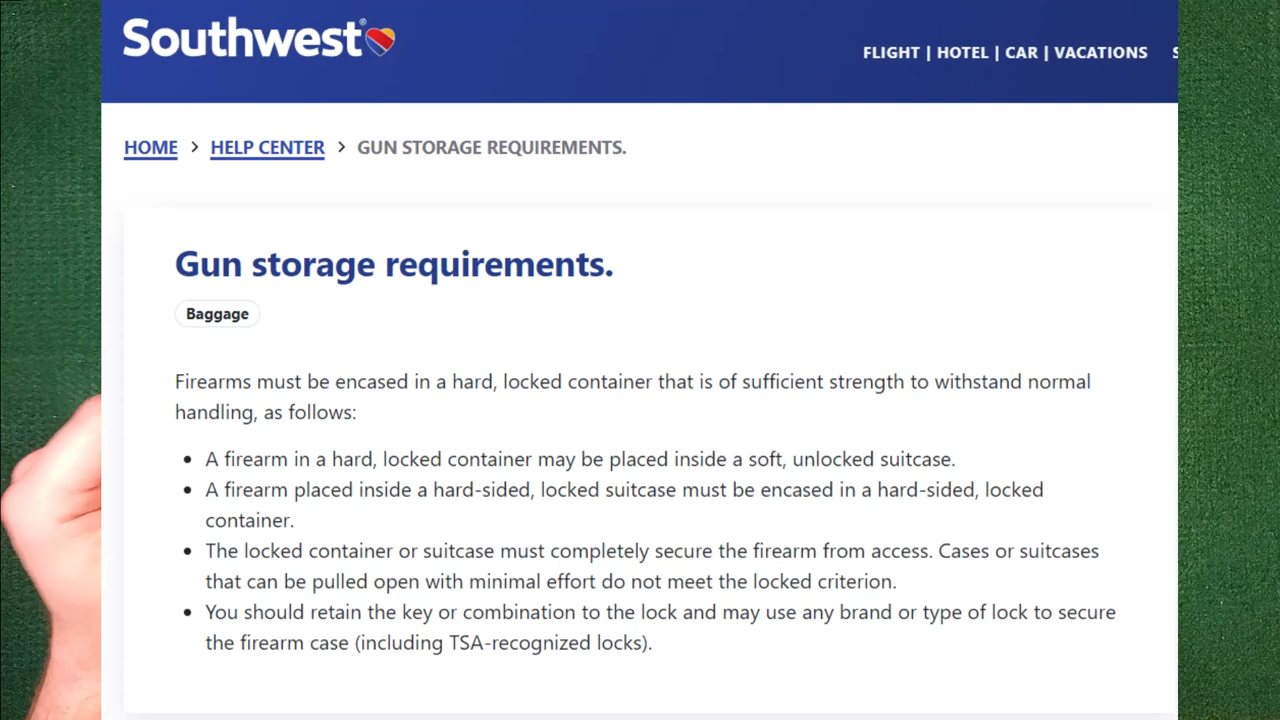 Southwest®
FLIGHT | HOTEL | CAR | VACATIONS
HOME > HELP CENTER > GUN STORAGE REQUIREMENTS.
Gun storage requirements.
Baggage
Firearms must be encased in a hard, locked container that is of sufficient strength to withstand normal
handling, as follows:
• A firearm in a hard, locked container may be placed inside a soft, unlocked suitcase.
• A firearm placed inside a hard-sided, locked suitcase must be encased in a hard-sided, locked
container.
• The locked container or suitcase must completely secure the firearm from access. Cases or suitcases
that can be pulled open with minimal effort do not meet the locked criterion.
• You should retain the key or combination to the lock and may use any brand or type of lock to secure
the firearm case (including TSA-recognized locks).